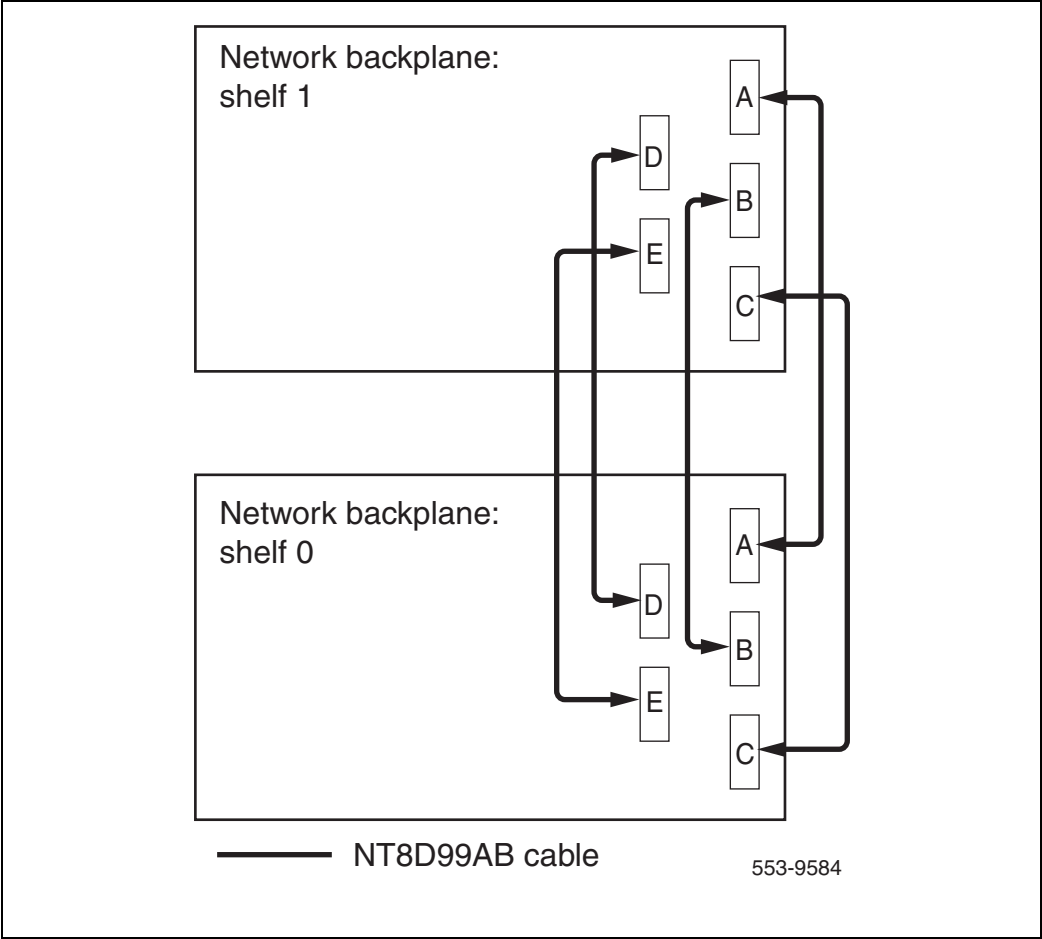 Network backplane:
shelf 1
A
D
B
E
C
Network backplane:
shelf 0
A
D
B
E
C
NT8D99AB cable
553-9584